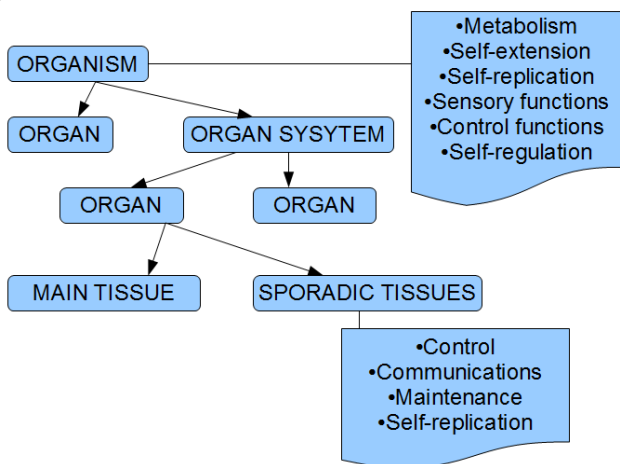 •Metabolism
•Self-extension
•Self-replication
•Sensory functions
•Control functions
•Self-regulation
ORGANISM
ORGAN
ORGAN SYSYTEM
ORGAN
ORGAN
MAIN TISSUE
SPORADIC TISSUES
•Control
•Communications
•Maintenance
•Self-replication